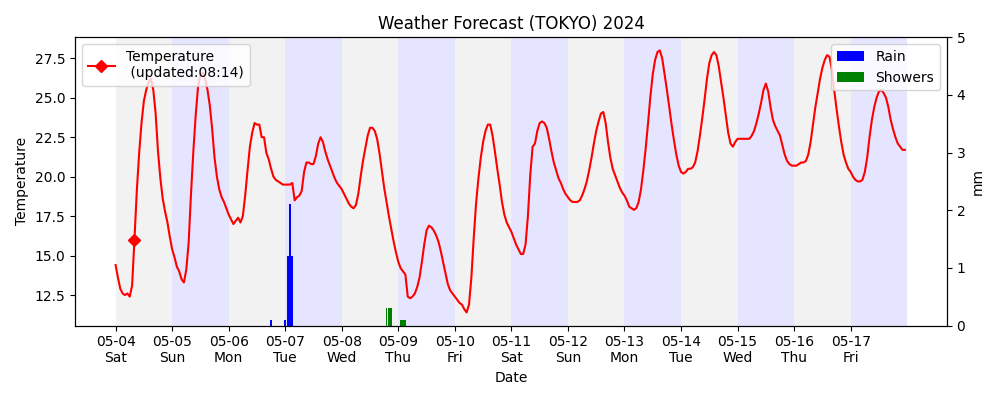 Weather Forecast (TOKYO) 2024
Temperature
(updated:08:14)
Rain
Showers
27.5
25.0
22.5
20.0
17.5
15.0
12.5
Temperature
5
4
3
2
1
0
mm
05-04 05-05 05-06 05-07 05-08 05-09 05-10 05-11 05-12 05-13 05-14 05-15 05-16 05-17
Sat Sun Mon Tue Wed Thu Fri Sat Sun Mon Tue Wed Thu Fri
Date